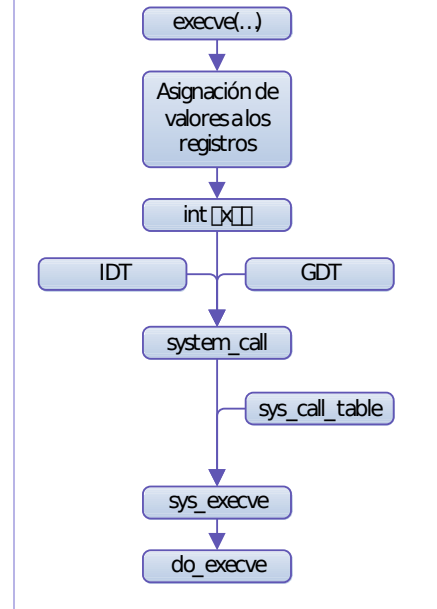 execve(…)
Asignación de
valores a los
registros
int
IDT
GDT
system_call
sys_call_table
sys_execve
do_execve